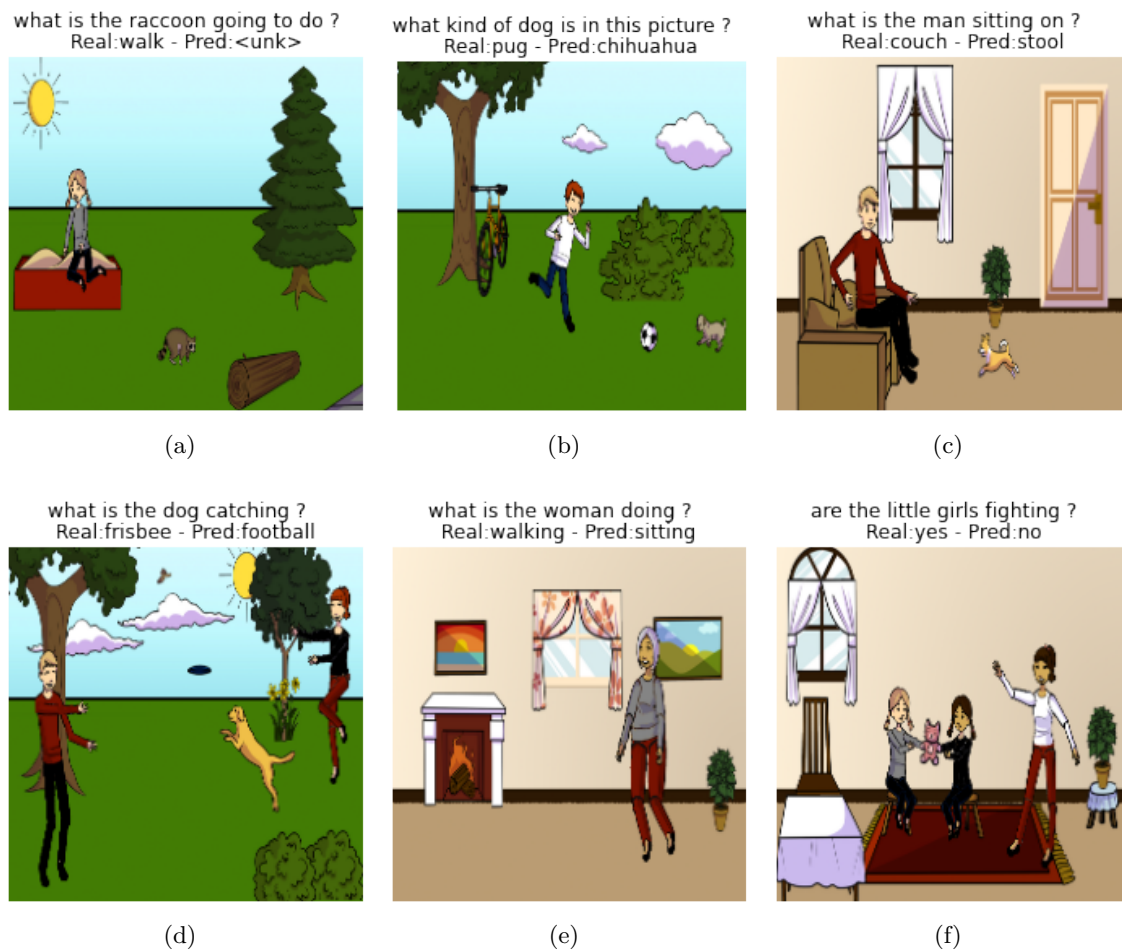 what is the raccoon going to do ?
Real:walk - Pred:<unk>
what kind of dog is in this picture ?
Real:pug - Pred:chihuahua
what is the man sitting on ?
Real:couch - Pred:stool
(a)
(b)
(c)
what is the dog catching ?
Real:frisbee - Pred:football
what is the woman doing ?
Real:walking - Pred:sitting
are the little girls fighting ?
Real:yes - Pred:no
(d)
(e)
(f)